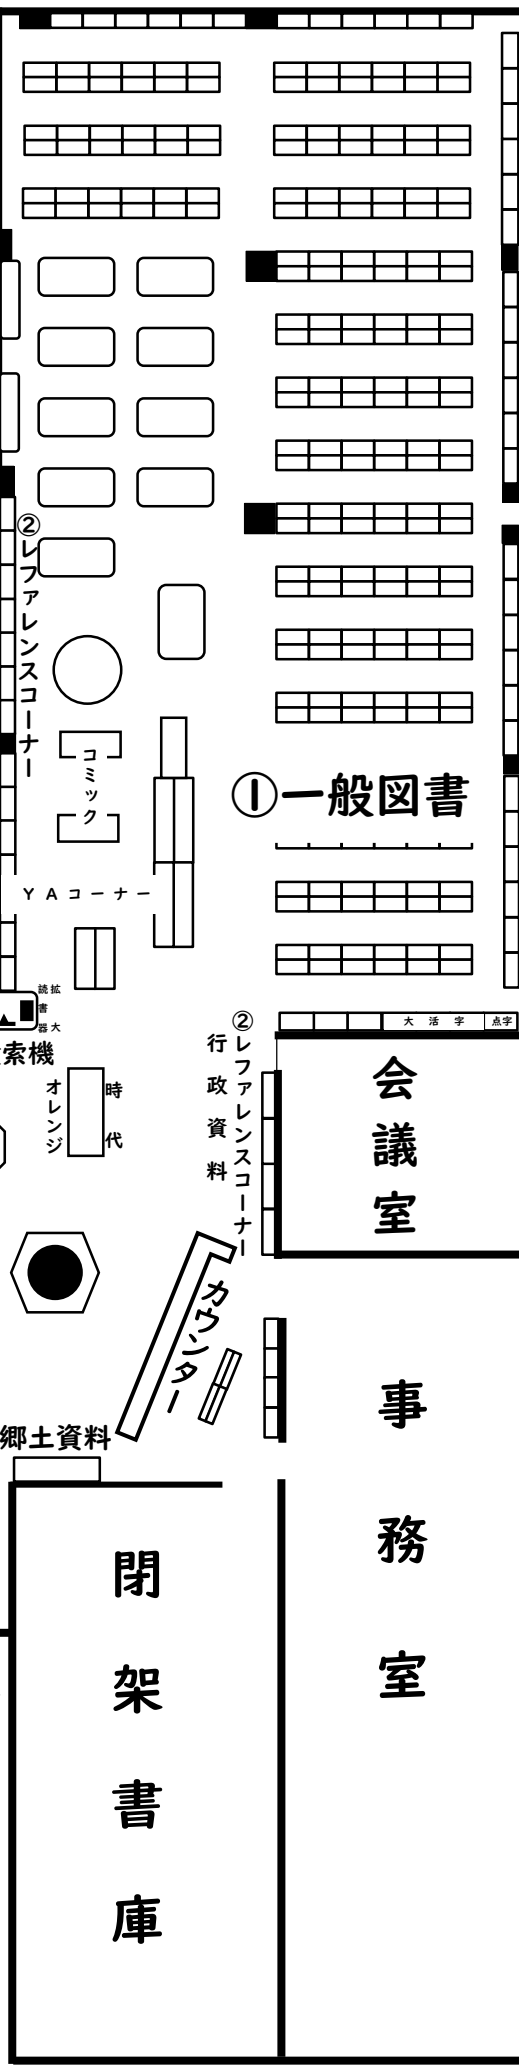 ②レファレンスコーナー
コミック
①一般図書
YAコーナー
拡大
読書器
索機
大活字
点字
②レファレンスコーナー
行政資料
会議室
時代
オレンジ
カウンター
事務室
郷土資料
閉架書庫